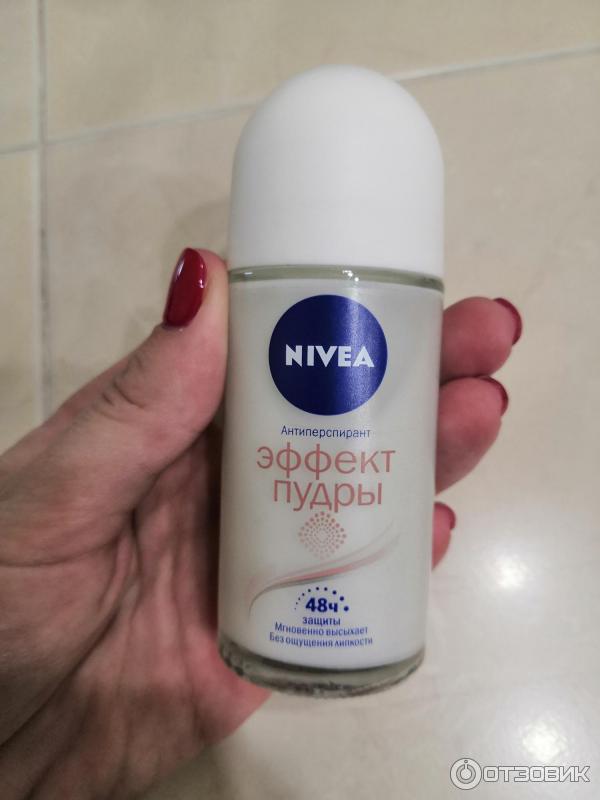 NIVEA
Антиперспирант
эффект
пудры
48ч
защиты
Мгновенно высыхает
Без ощущения липкости
ОТЗОВИК